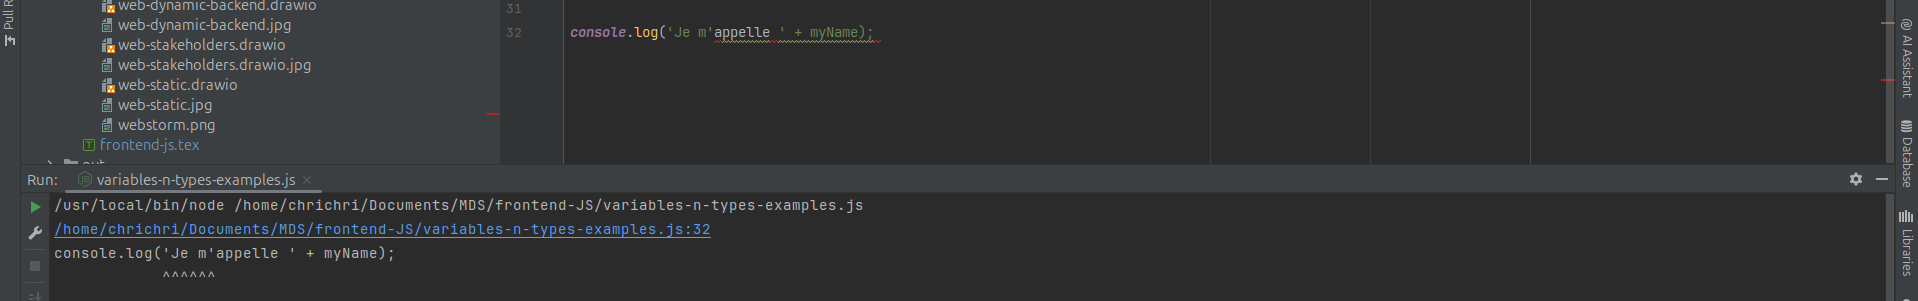 Pull R
web-dynamic-backend.drawio
web-dynamic-backend.jpg
web-stakeholders.drawio
web-stakeholders.drawio.jpg
web-static.drawio
web-static.jpg
webstorm.png
frontend-js.tex
out
31
32 console.log('Je m'appelle ' + myName);
AI Assistant
Database
Libraries
Run: variables-n-types-examples.js
/usr/local/bin/node /home/chrichri/Documents/MDS/frontend-JS/variables-n-types-examples.js
/home/chrichri/Documents/MDS/frontend-JS/variables-n-types-examples.js:32
console.log('Je m'appelle ' + myName);
^^^^^^